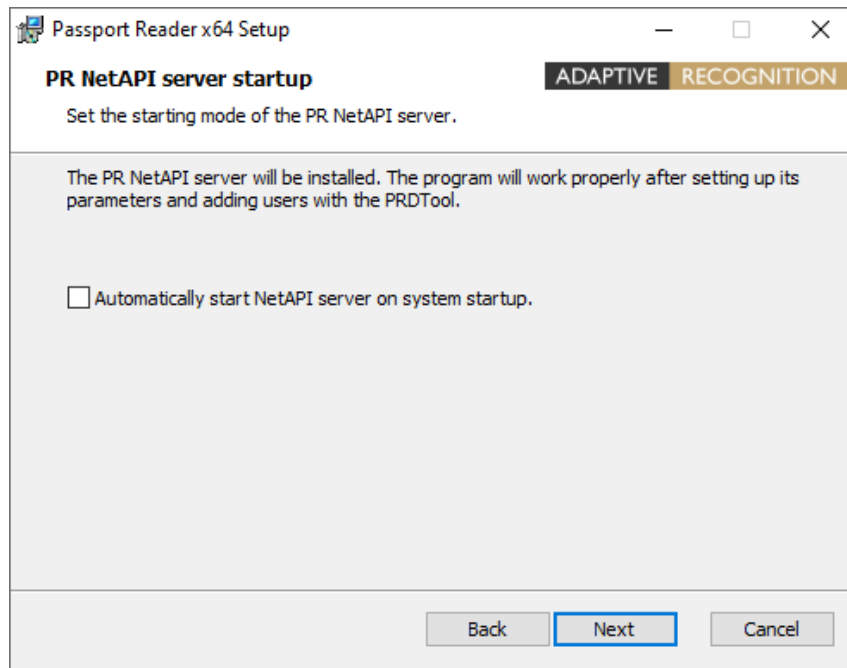 Passport Reader x64 Setup
PR NetAPI server startup
ADAPTIVE RECOGNITION
Set the starting mode of the PR NetAPI server.
The PR NetAPI server will be installed. The program will work properly after setting up its
parameters and adding users with the PRDTool.
Automatically start NetAPI server on system startup.
Back Next Cancel